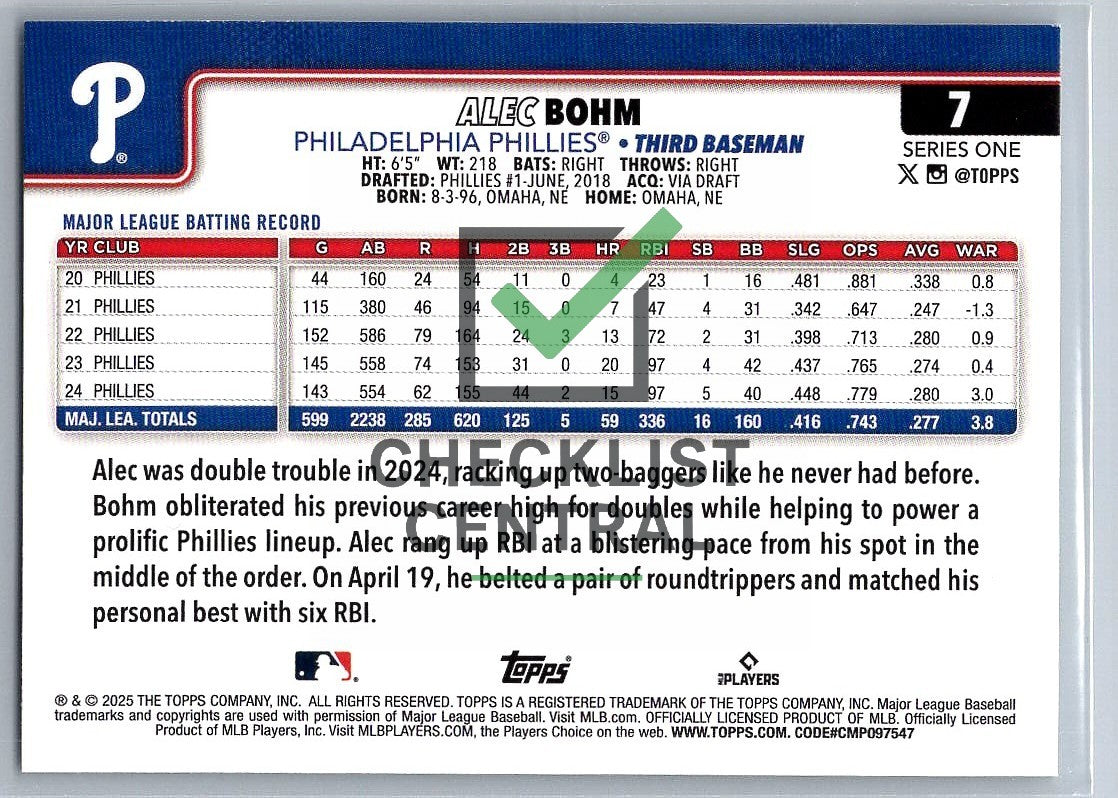 P®
ALEC BOHM
7
PHILADELPHIA PHILLIES® • THIRD BASEMAN
SERIES ONE
HT: 6'5" WT: 218 BATS: RIGHT THROWS: RIGHT
@TOPPS
DRAFTED: PHILLIES #1-JUNE, 2018 ACQ: VIA DRAFT
BORN: 8-3-96, OMAHA, NE HOME: OMAHA, NE
MAJOR LEAGUE BATTING RECORD
YR CLUB G AB R H 2B 3B HR RBI SB BB SLG OPS AVG WAR
20 PHILLIES 44 160 24 54 11 0 4 23 1 16 .481 .881 .338 0.8
21 PHILLIES 115 380 46 94 15 0 7 47 4 31 .342 .647 .247 -1.3
22 PHILLIES 152 586 79 164 24 3 13 72 2 31 .398 .713 .280 0.9
23 PHILLIES 145 558 74 153 31 0 20 97 4 42 .437 .765 .274 0.4
24 PHILLIES 143 554 62 155 44 2 15 97 5 40 .448 .779 .280 3.0
MAJ. LEA. TOTALS 599 2238 285 620 125 5 59 336 16 160 .416 .743 .277 3.8
CHECKLIST
CENTRAL
Alec was double trouble in 2024, racking up two-baggers like he never had before.
Bohm obliterated his previous career high for doubles while helping to power a
prolific Phillies lineup. Alec rang up RBI at a blistering pace from his spot in the
middle of the order. On April 19, he belted a pair of roundtrippers and matched his
personal best with six RBI.
Topps®
MLB PLAYERS
® & © 2025 THE TOPPS COMPANY, INC. ALL RIGHTS RESERVED. TOPPS IS A REGISTERED TRADEMARK OF THE TOPPS COMPANY, INC. Major League Baseball
trademarks and copyrights are used with permission of Major League Baseball. Visit MLB.com. OFFICIALLY LICENSED PRODUCT OF MLB. Officially Licensed
Product of MLB Players, Inc. Visit MLBPLAYERS.COM, the Players Choice on the web. WWW.TOPPS.COM. CODE#CMP097547